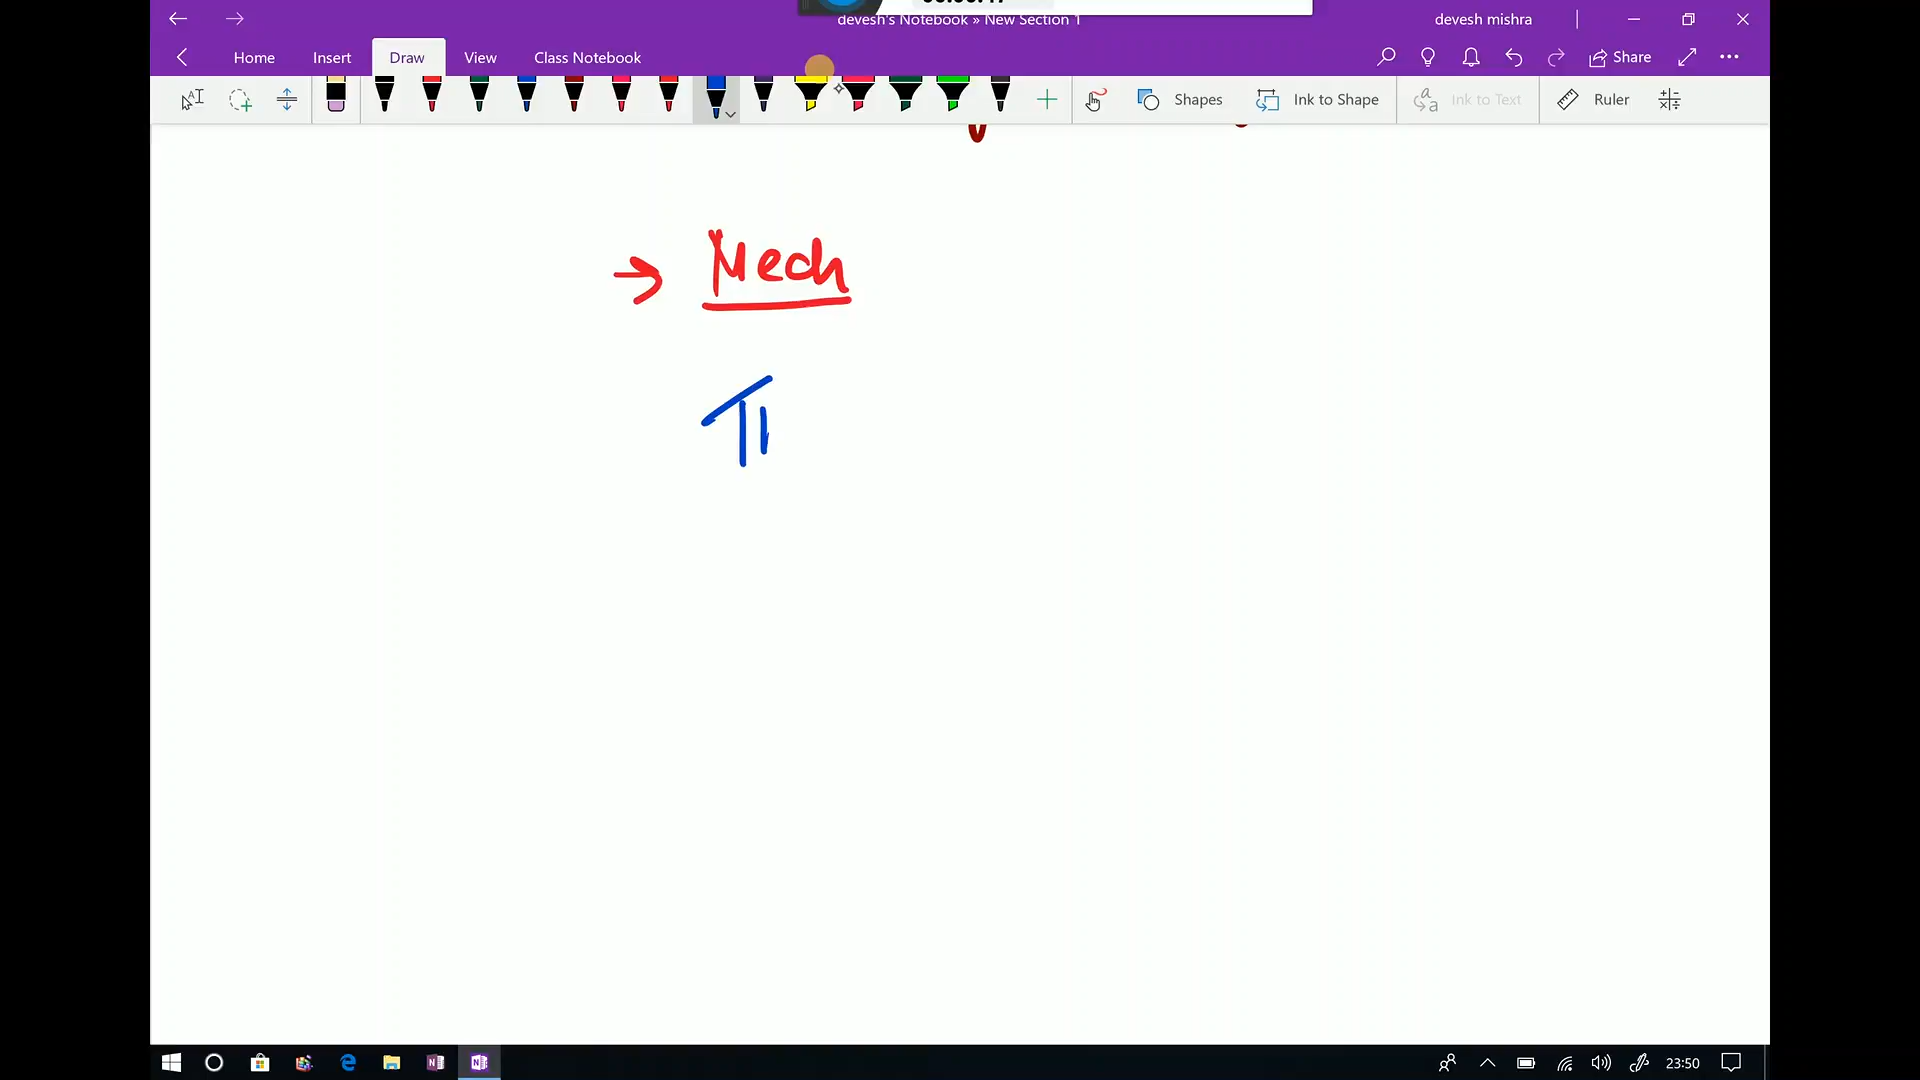 devesh's Notebook » New Section 1
devesh mishra
Home Insert Draw View Class Notebook
Share
Shapes Ink to Shape Ink to Text Ruler
→ Mech
23:50